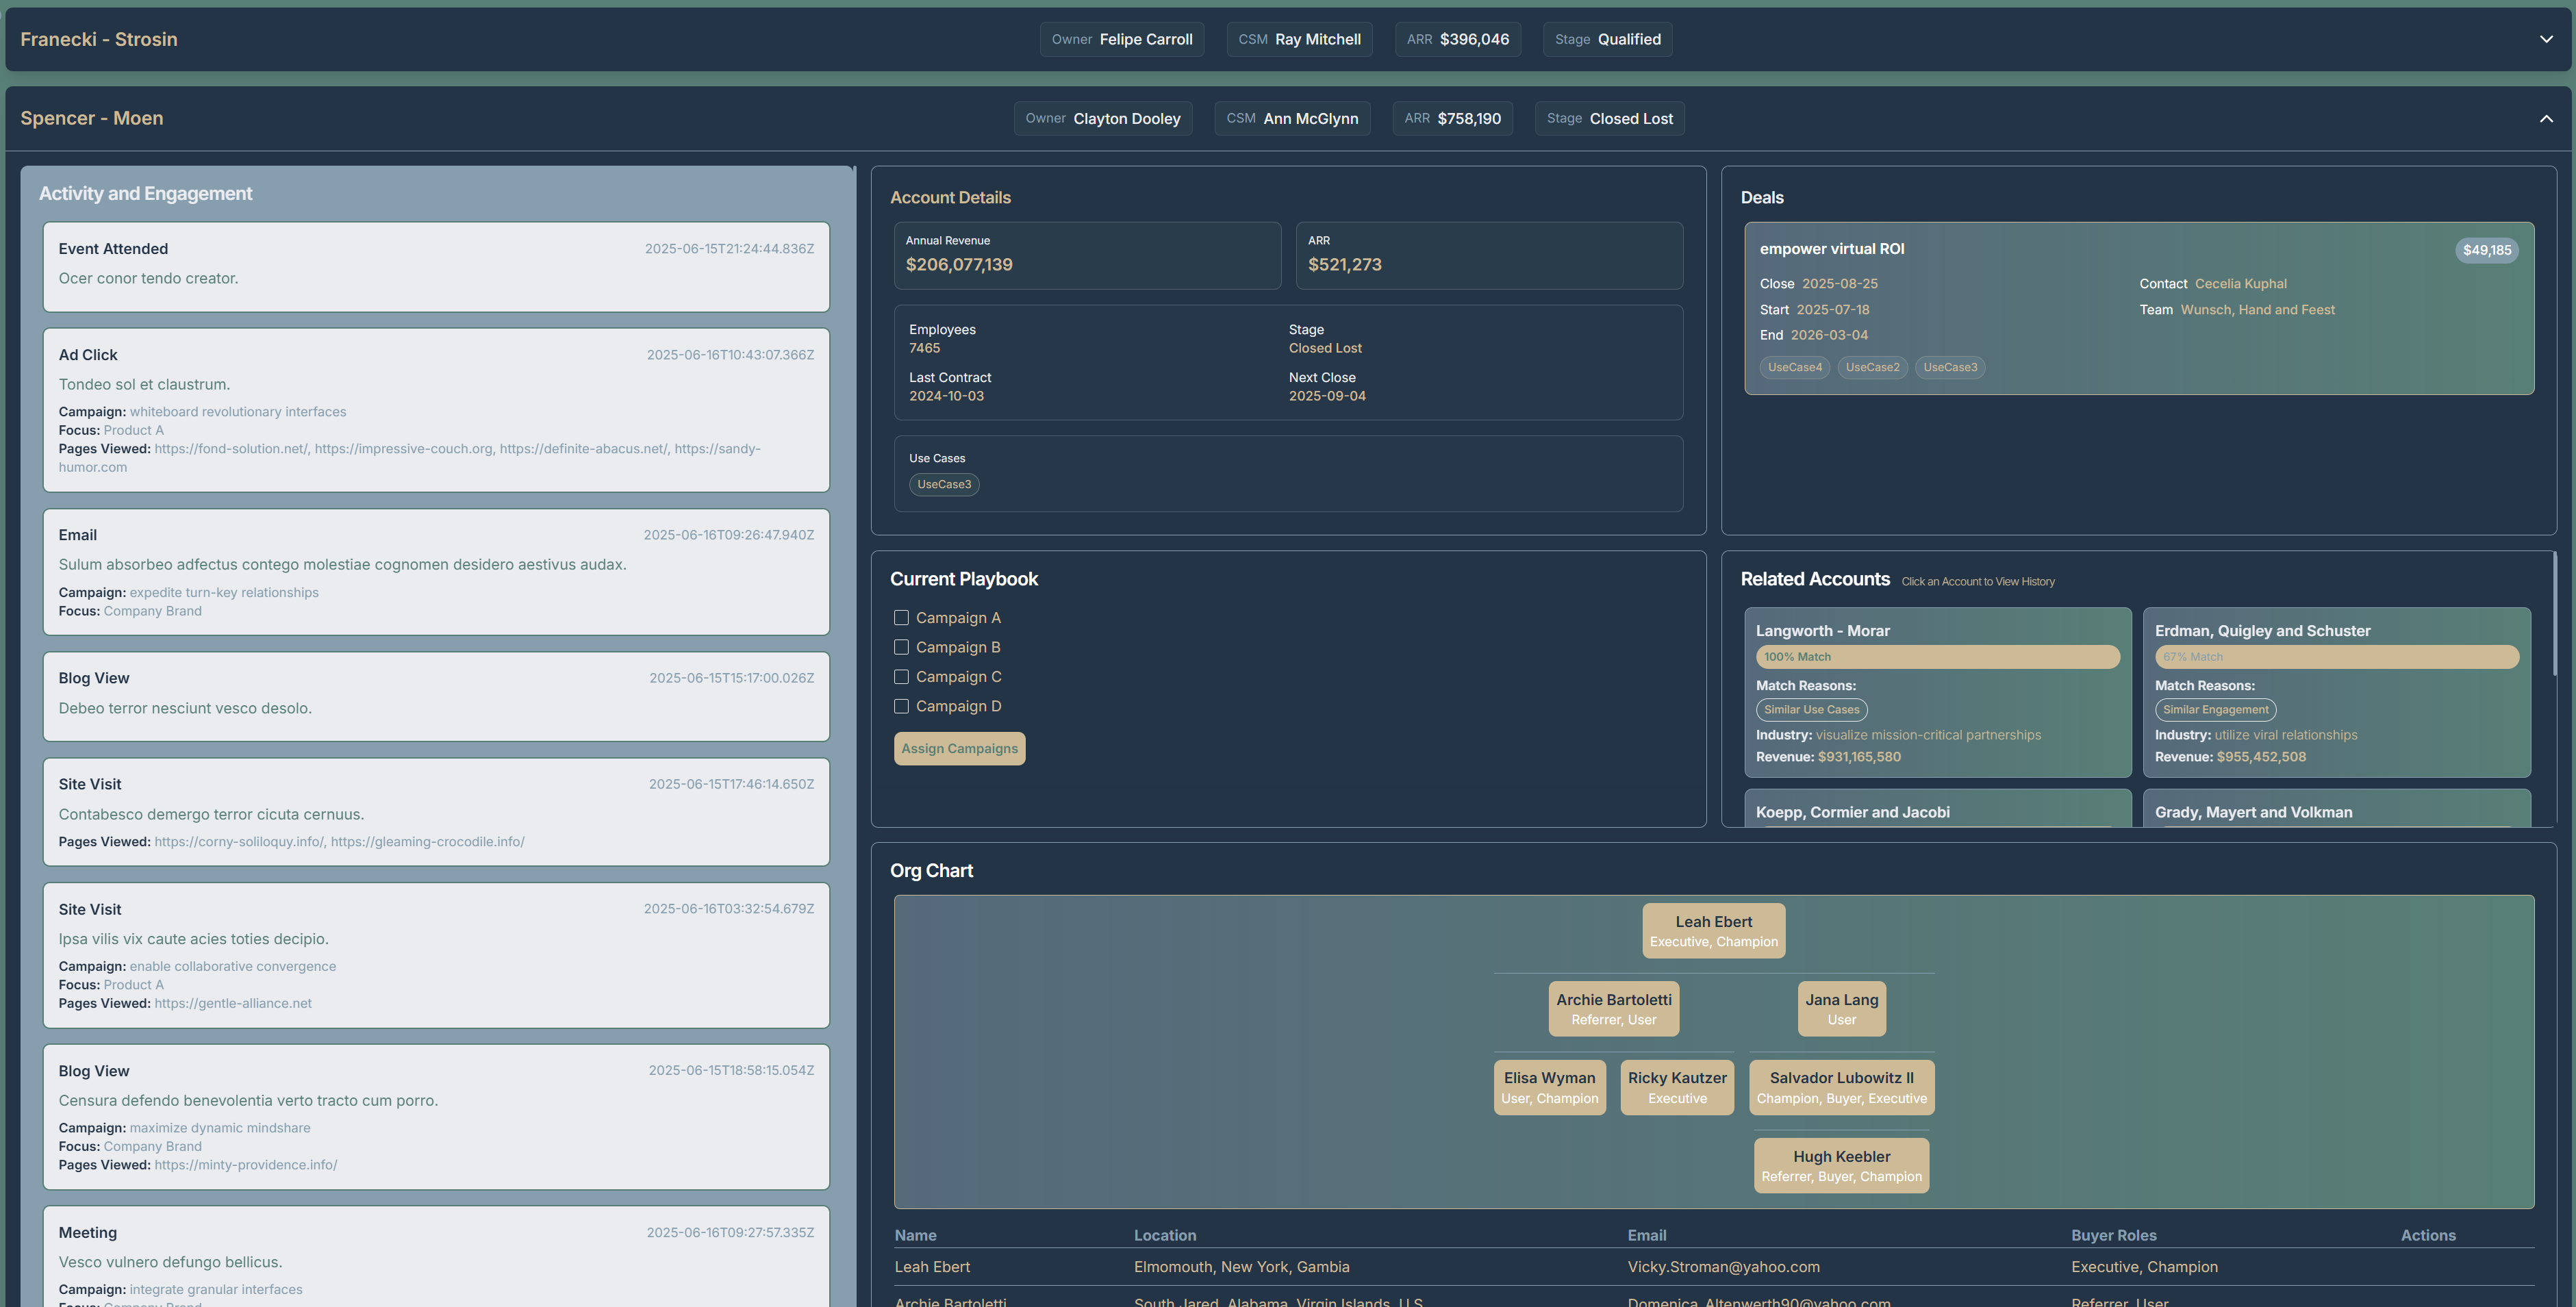 Franecki - Strosin
Owner Felipe Carroll
CSM Ray Mitchell
ARR $396,046
Stage Qualified
Spencer - Moen
Owner Clayton Dooley
CSM Ann McGlynn
ARR $758,190
Stage Closed Lost
Activity and Engagement
Event Attended
2025-06-15T21:24:44.836Z
Ocer conor tendo creator.
Ad Click
2025-06-16T10:43:07.366Z
Tondeo sol et claustrum.
Campaign: whiteboard revolutionary interfaces
Focus: Product A
Pages Viewed: https://fond-solution.net/, https://impressive-couch.org, https://definite-abacus.net/, https://sandy-
humor.com
Email
2025-06-16T09:26:47.940Z
Sulum absorbeo adfectus contego molestiae cognomen desidero aestivus audax.
Campaign: expedite turn-key relationships
Focus: Company Brand
Blog View
2025-06-15T15:17:00.026Z
Debeo terror nesciunt vesco desolo.
Site Visit
2025-06-15T17:46:14.650Z
Contabesco demergo terror cicuta cernuus.
Pages Viewed: https://corny-soliloquy.info/, https://gleaming-crocodile.info/
Site Visit
2025-06-16T03:32:54.679Z
Ipsa vilis vix caute acies toties decipio.
Campaign: enable collaborative convergence
Focus: Product A
Pages Viewed: https://gentle-alliance.net
Blog View
2025-06-15T18:58:15.054Z
Censura defendo benevolentia verto tracto cum porro.
Campaign: maximize dynamic mindshare
Focus: Company Brand
Pages Viewed: https://minty-providence.info/
Meeting
2025-06-16T09:27:57.335Z
Vesco vulnero defungo bellicus.
Campaign: integrate granular interfaces
Focus: Company Brand
Account Details
Annual Revenue
$206,077,139
ARR
$521,273
Employees
7465
Stage
Closed Lost
Last Contract
2024-10-03
Next Close
2025-09-04
Use Cases
UseCase3
Deals
empower virtual ROI
$49,185
Close 2025-08-25
Contact Cecelia Kuphal
Start 2025-07-18
Team Wunsch, Hand and Feest
End 2026-03-04
UseCase4
UseCase2
UseCase3
Current Playbook
Campaign A
Campaign B
Campaign C
Campaign D
Assign Campaigns
Related Accounts Click an Account to View History
Langworth - Morar
100% Match
Match Reasons:
Similar Use Cases
Industry: visualize mission-critical partnerships
Revenue: $931,165,580
Erdman, Quigley and Schuster
67% Match
Match Reasons:
Similar Engagement
Industry: utilize viral relationships
Revenue: $955,452,508
Koepp, Cormier and Jacobi
Grady, Mayert and Volkman
Org Chart
Leah Ebert
Executive, Champion
Archie Bartoletti
Referrer, User
Jana Lang
User
Elisa Wyman
User, Champion
Ricky Kautzer
Executive
Salvador Lubowitz II
Champion, Buyer, Executive
Hugh Keebler
Referrer, Buyer, Champion
Name Location Email Buyer Roles Actions
Leah Ebert Elmomouth, New York, Gambia Vicky.Stroman@yahoo.com Executive, Champion
Archie Bartoletti South Jared, Alabama, Virgin Islands, U.S. Domenica_Altenwerth90@yahoo.com Referrer, User